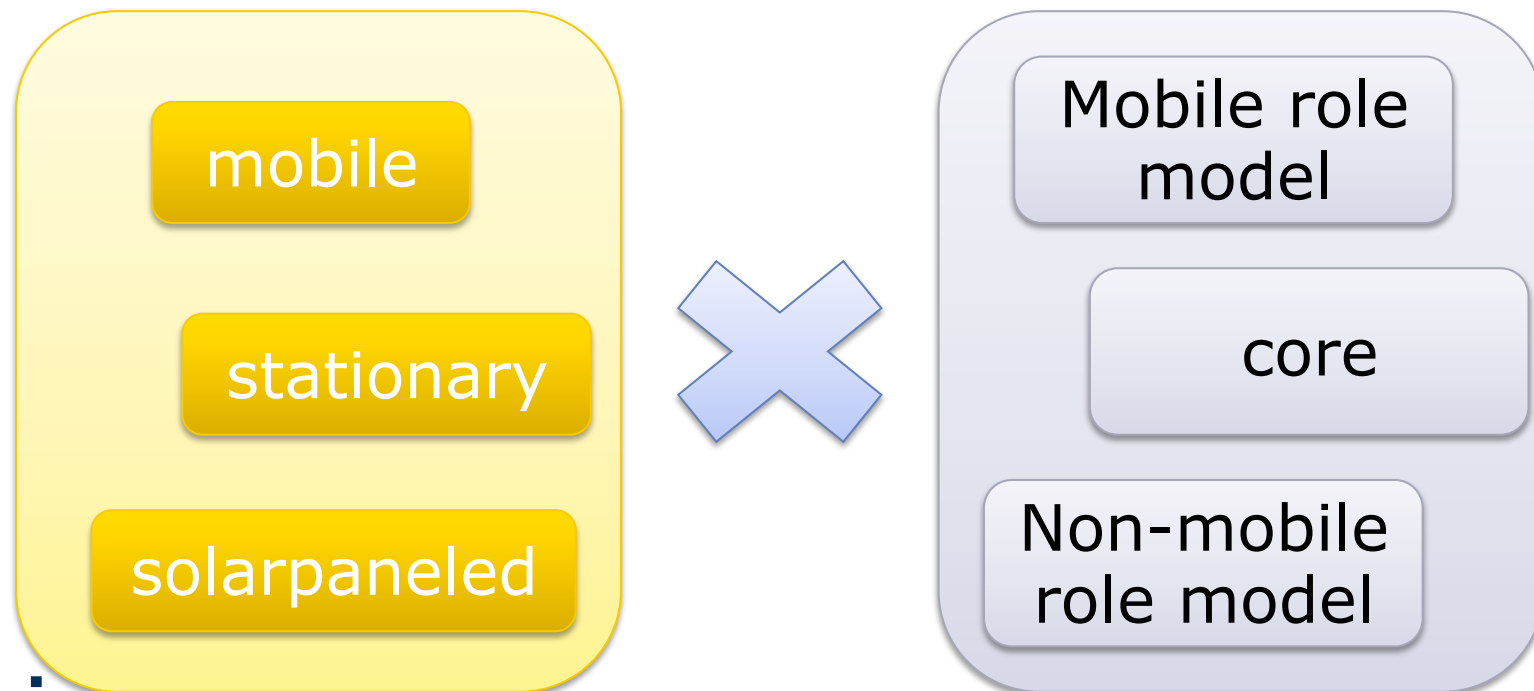 mobile
stationary
solarpaneled
Mobile role
model
core
Non-mobile
role model